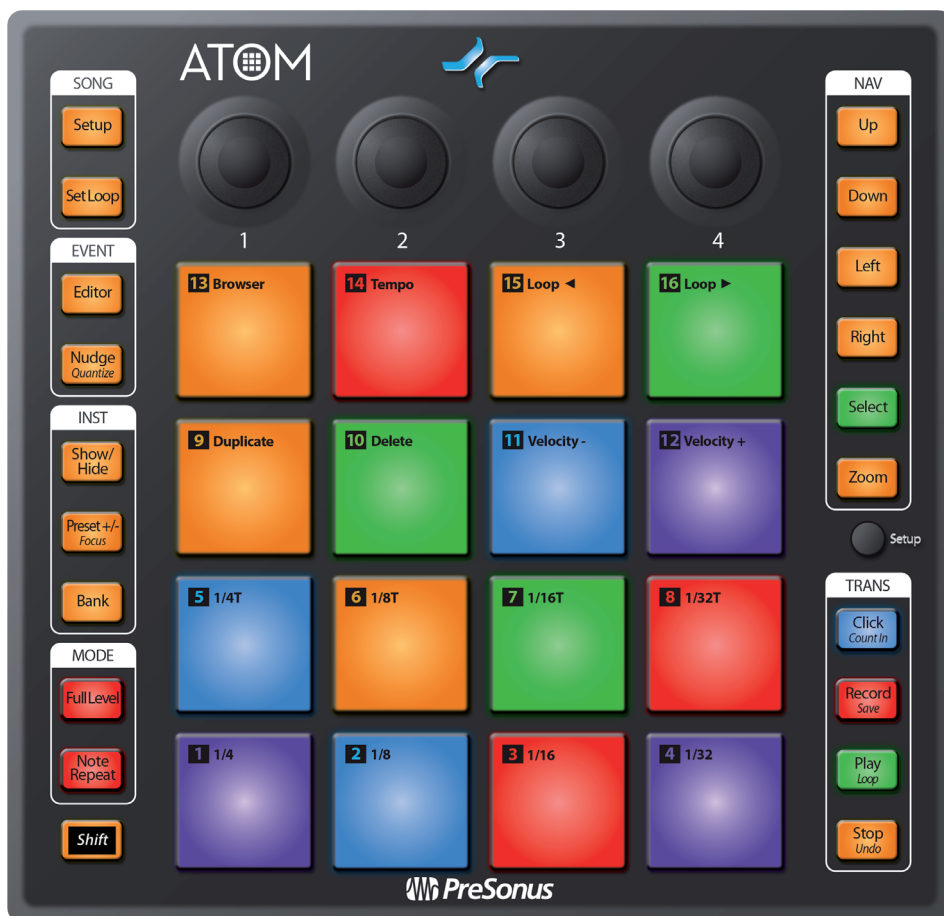 ATOM
SONG
Setup
Set Loop
EVENT
Editor
Nudge
Quantize
INST
Show/
Hide
Preset +/-
Focus
Bank
MODE
Full Level
Note
Repeat
Shift
1 2 3 4
13 Browser
14 Tempo
15 Loop ◄
16 Loop ►
9 Duplicate
10 Delete
11 Velocity -
12 Velocity +
5 1/4T
6 1/8T
7 1/16T
8 1/32T
1 1/4
2 1/8
3 1/16
4 1/32
PreSonus
NAV
Up
Down
Left
Right
Select
Zoom
Setup
TRANS
Click
Count In
Record
Save
Play
Loop
Stop
Undo